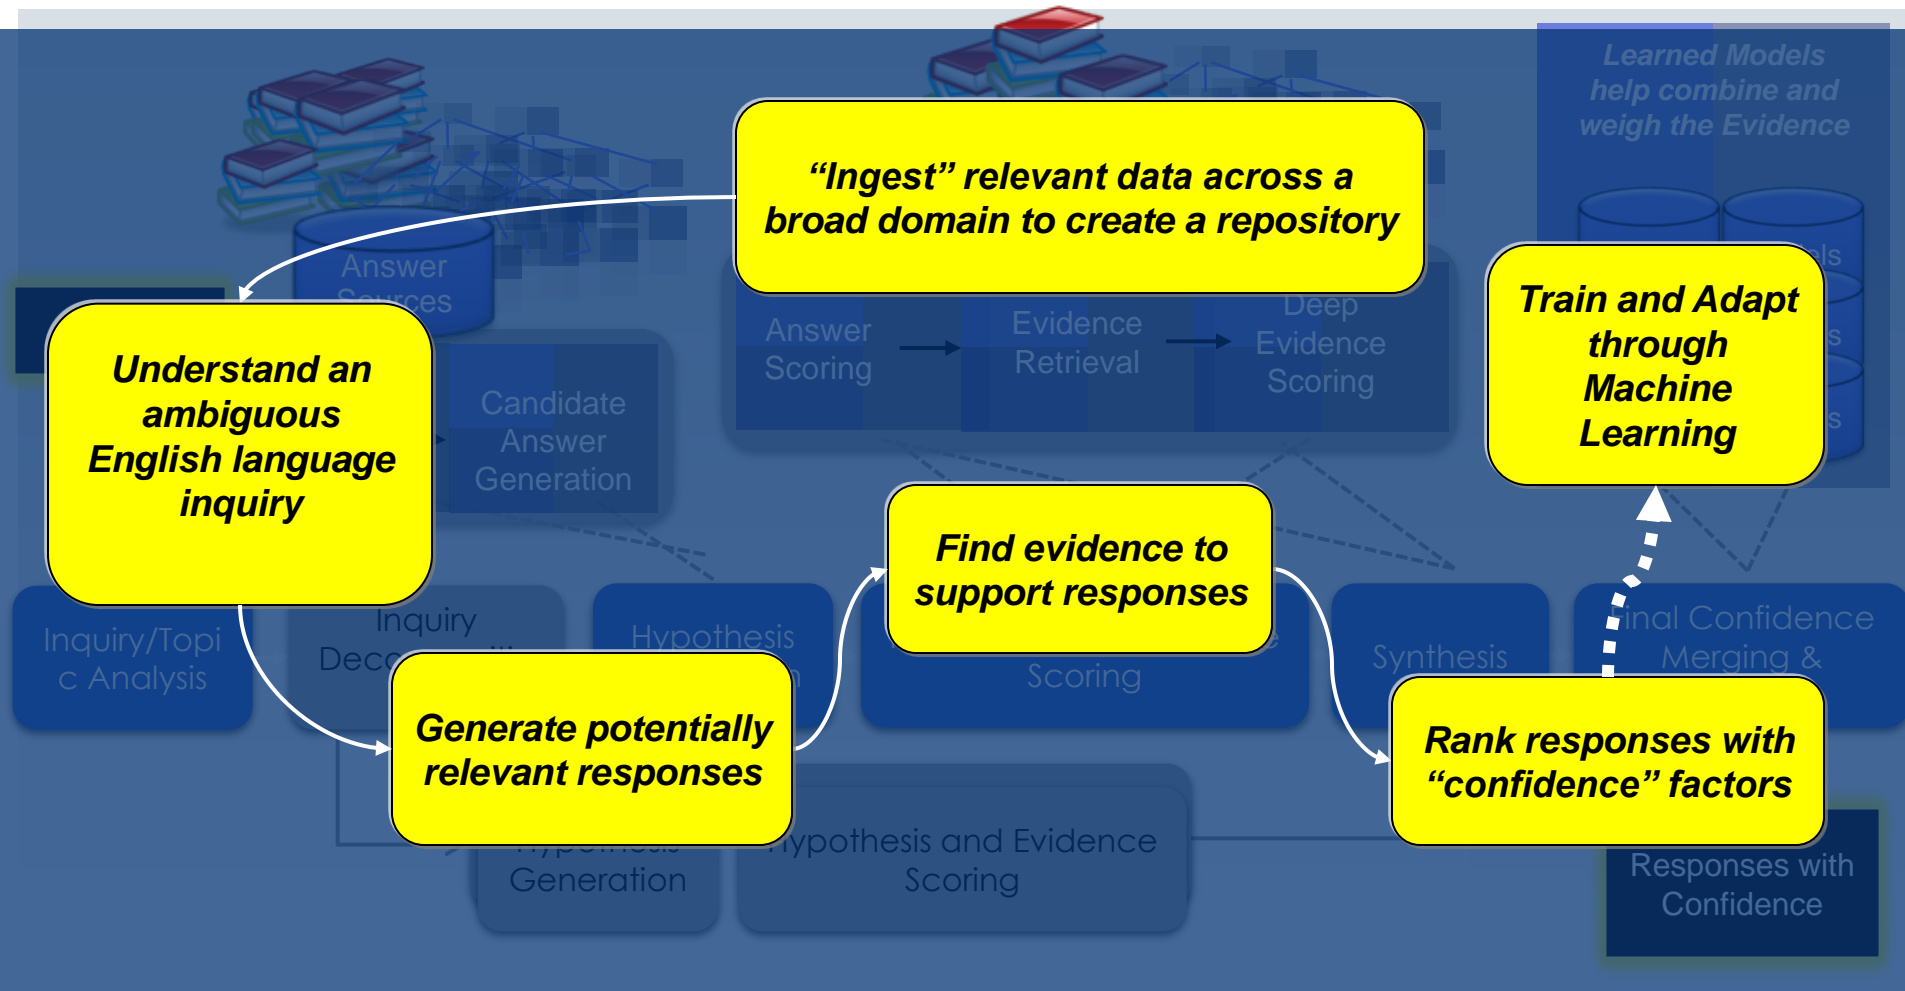 Learned Models
help combine and
weigh the Evidence
“Ingest” relevant data across a
broad domain to create a repository
Answer
Sources
Train and Adapt
through
Machine
Learning
Answer
Scoring
Evidence
Retrieval
Deep
Evidence
Scoring
Understand an
ambiguous
English language
inquiry
Candidate
Answer
Generation
Find evidence to
support responses
Inquiry/Topi
c Analysis
Inquiry
Hypothesis
Scoring
Synthesis
Final Confidence
Merging &
Generate potentially
relevant responses
Rank responses with
“confidence” factors
Hypothesis
Generation
Hypothesis and Evidence
Scoring
Responses with
Confidence